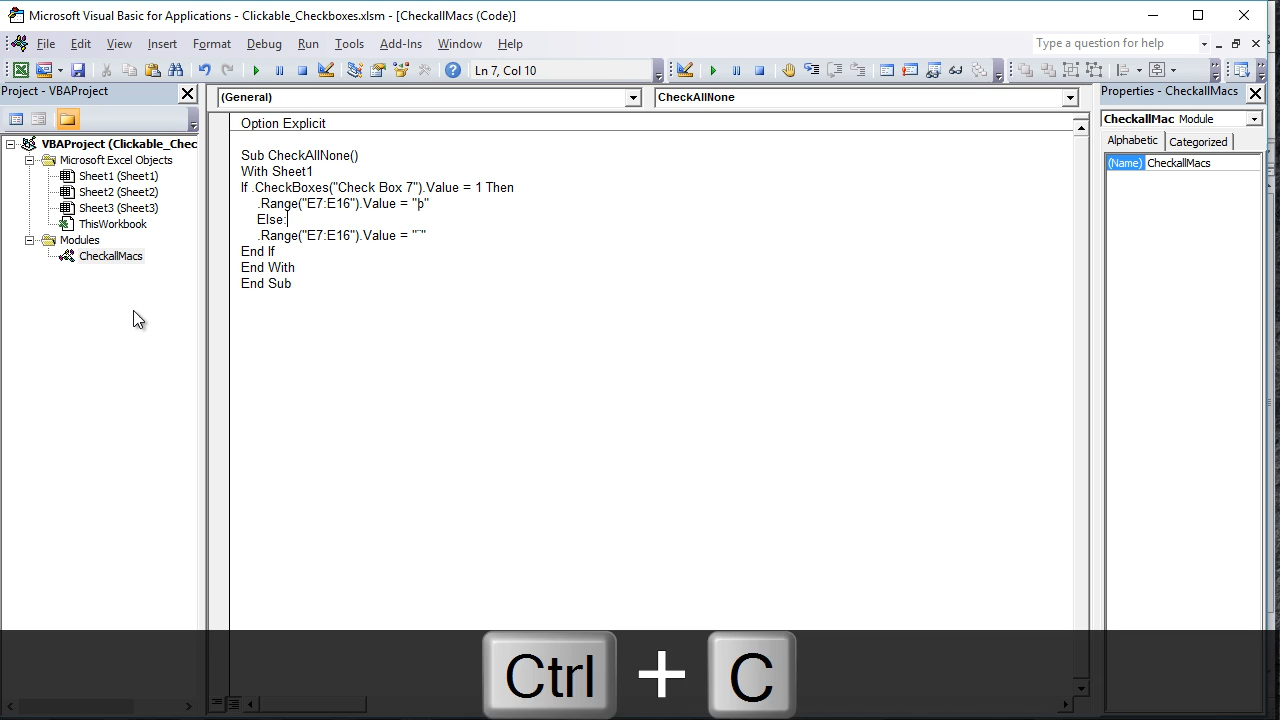 Microsoft Visual Basic for Applications - Clickable_Checkboxes.xlsm - [CheckallMacs (Code)]
File Edit View Insert Format Debug Run Tools Add-Ins Window Help
Type a question for help
Ln 7, Col 10
Project - VBAProject
VBAProject (Clickable_Chec
Microsoft Excel Objects
Sheet1 (Sheet1)
Sheet2 (Sheet2)
Sheet3 (Sheet3)
ThisWorkbook
Modules
CheckallMacs
(General)
CheckAllNone
Option Explicit
Sub CheckAllNone()
With Sheet1
If .CheckBoxes("Check Box 7").Value = 1 Then
.Range("E7:E16").Value = "þ"
Else:
.Range("E7:E16").Value = "¨"
End If
End With
End Sub
Properties - CheckallMacs
CheckallMac Module
Alphabetic Categorized
(Name) CheckallMacs
Ctrl + C